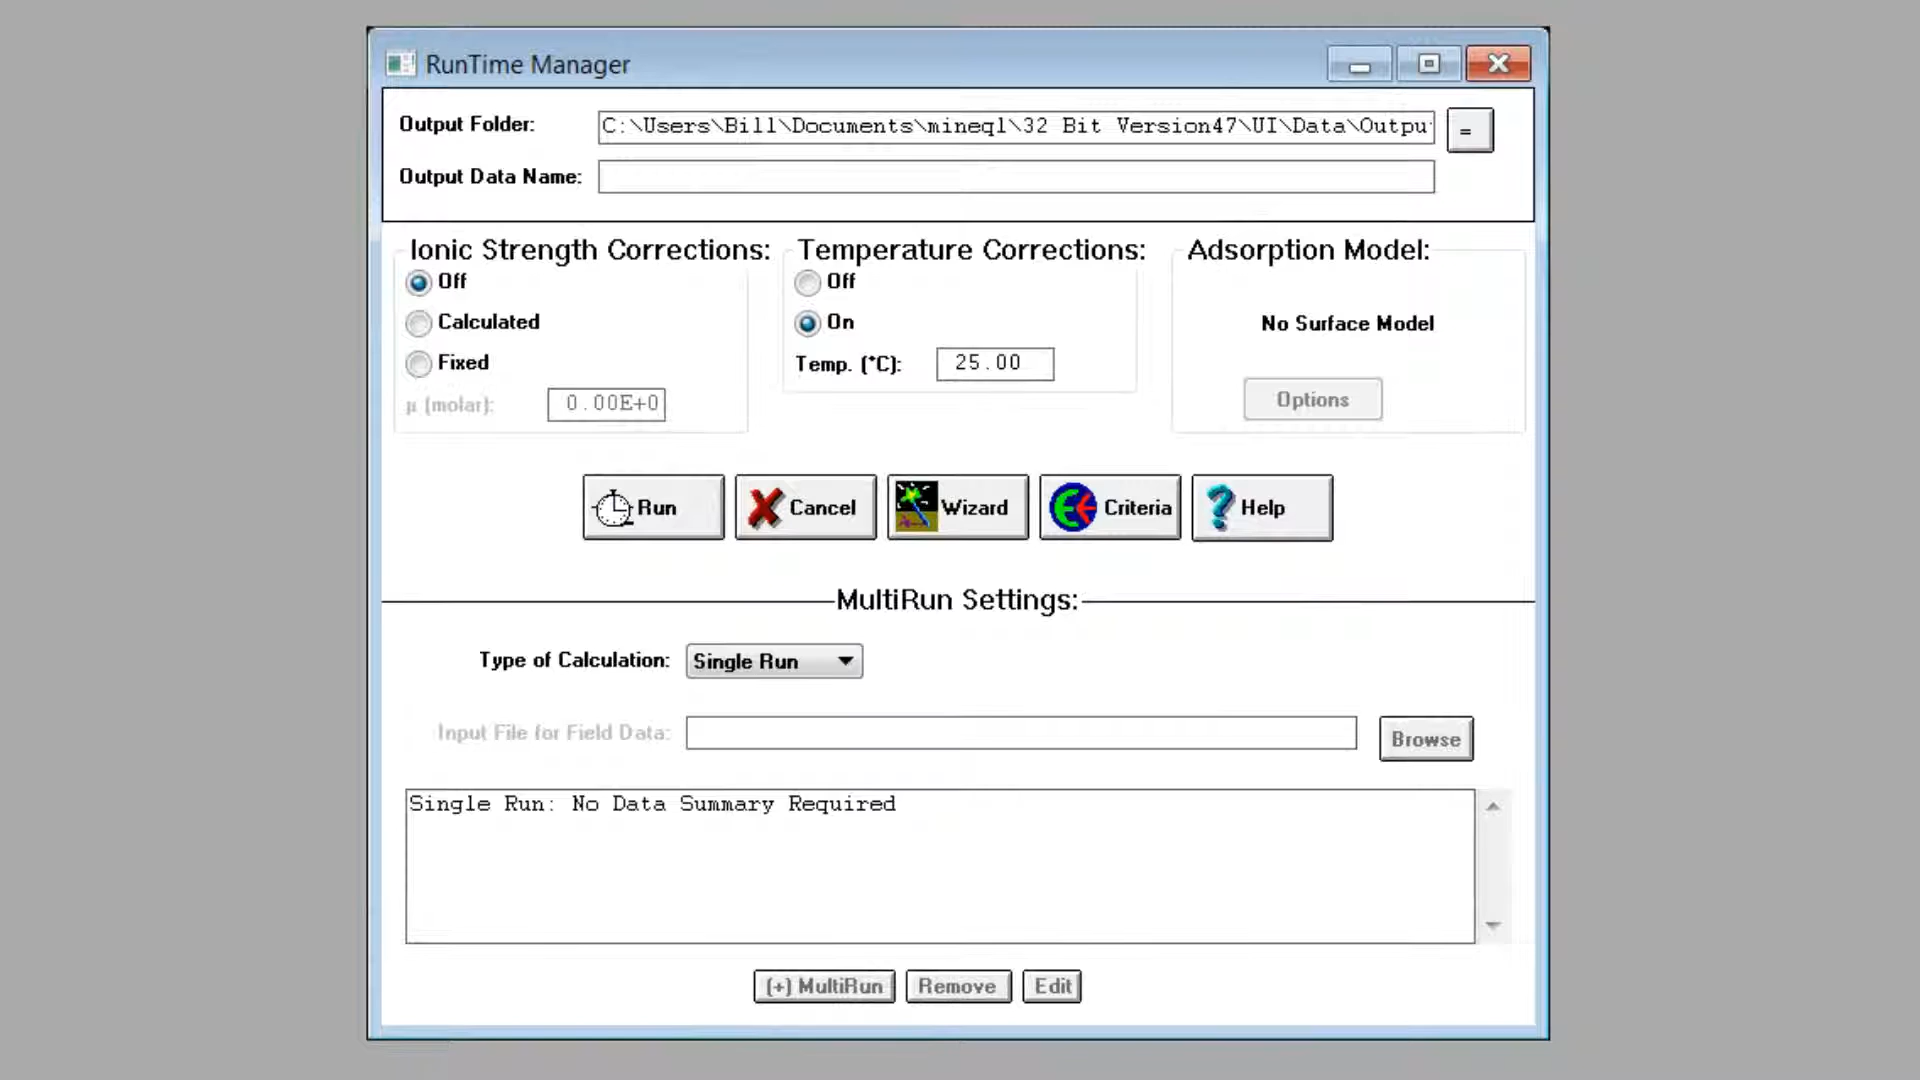 RunTime Manager
Output Folder: C:\Users\Bill\Documents\mineql\32 Bit Version47\UI\Data\Outpu =
Output Data Name:
Ionic Strength Corrections: Temperature Corrections: Adsorption Model:
Off Off
Calculated On No Surface Model
Fixed Temp. (°C): 25.00
µ (molar): 0.00E+0 Options
Run Cancel Wizard Criteria Help
MultiRun Settings:
Type of Calculation: Single Run
Input File for Field Data: Browse
Single Run: No Data Summary Required
(+) MultiRun Remove Edit